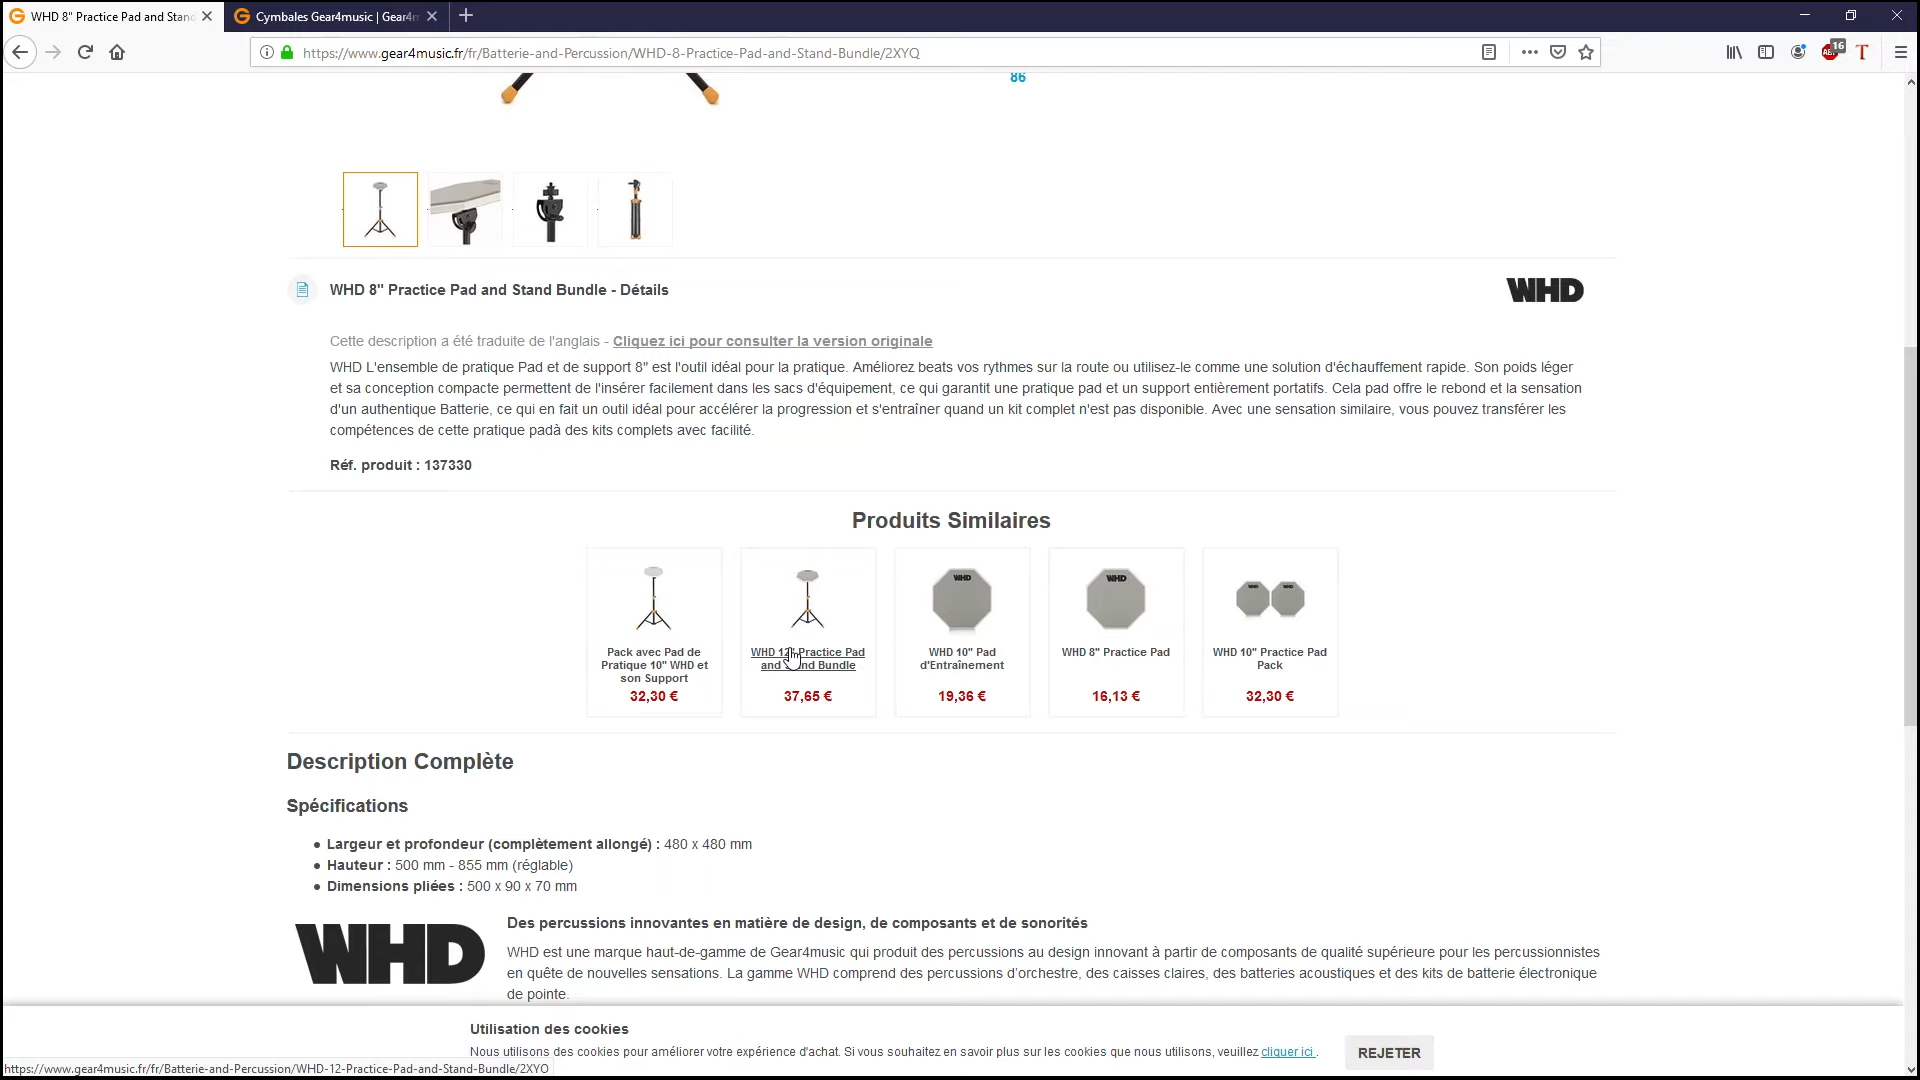 WHD 8" Practice Pad and Stand
Cymbales Gear4music | Gear4m
https://www.gear4music.fr/fr/Batterie-and-Percussion/WHD-8-Practice-Pad-and-Stand-Bundle/2XYQ
16
86
WHD 8" Practice Pad and Stand Bundle - Détails
WHD
Cette description a été traduite de l'anglais - Cliquez ici pour consulter la version originale
WHD L'ensemble de pratique Pad et de support 8" est l'outil idéal pour la pratique. Améliorez beats vos rythmes sur la route ou utilisez-le comme une solution d'échauffement rapide. Son poids léger
et sa conception compacte permettent de l'insérer facilement dans les sacs d'équipement, ce qui garantit une pratique pad et un support entièrement portatifs. Cela pad offre le rebond et la sensation
d'un authentique Batterie, ce qui en fait un outil idéal pour accélérer la progression et s'entraîner quand un kit complet n'est pas disponible. Avec une sensation similaire, vous pouvez transférer les
compétences de cette pratique padà des kits complets avec facilité.
Réf. produit : 137330
Produits Similaires
WHD
WHD
WHD WHD
Pack avec Pad de
Pratique 10" WHD et
son Support
32,30 €
WHD 12" Practice Pad
and Stand Bundle
37,65 €
WHD 10" Pad
d'Entraînement
19,36 €
WHD 8" Practice Pad
16,13 €
WHD 10" Practice Pad
Pack
32,30 €
Description Complète
Spécifications
• Largeur et profondeur (complètement allongé) : 480 x 480 mm
• Hauteur : 500 mm - 855 mm (réglable)
• Dimensions pliées : 500 x 90 x 70 mm
WHD
Des percussions innovantes en matière de design, de composants et de sonorités
WHD est une marque haut-de-gamme de Gear4music qui produit des percussions au design innovant à partir de composants de qualité supérieure pour les percussionnistes
en quête de nouvelles sensations. La gamme WHD comprend des percussions d'orchestre, des caisses claires, des batteries acoustiques et des kits de batterie électronique
de pointe.
Utilisation des cookies
Nous utilisons des cookies pour améliorer votre expérience d'achat. Si vous souhaitez en savoir plus sur les cookies que nous utilisons, veuillez cliquer ici .
REJETER
https://www.gear4music.fr/fr/Batterie-and-Percussion/WHD-12-Practice-Pad-and-Stand-Bundle/2XYO